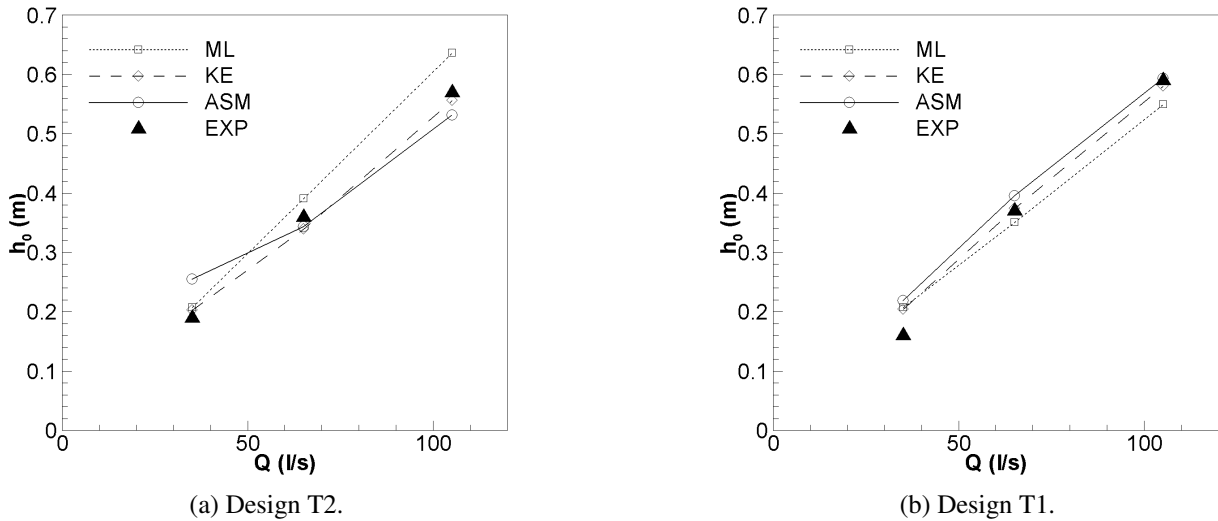 0.7
0.6
0.5
0.4
0.3
0.2
0.1
0
h₀ (m)
ML
KE
ASM
EXP
0
50
100
Q (l/s)
(a) Design T2.
0.7
0.6
0.5
0.4
0.3
0.2
0.1
0
h₀ (m)
ML
KE
ASM
EXP
0
50
100
Q (l/s)
(b) Design T1.